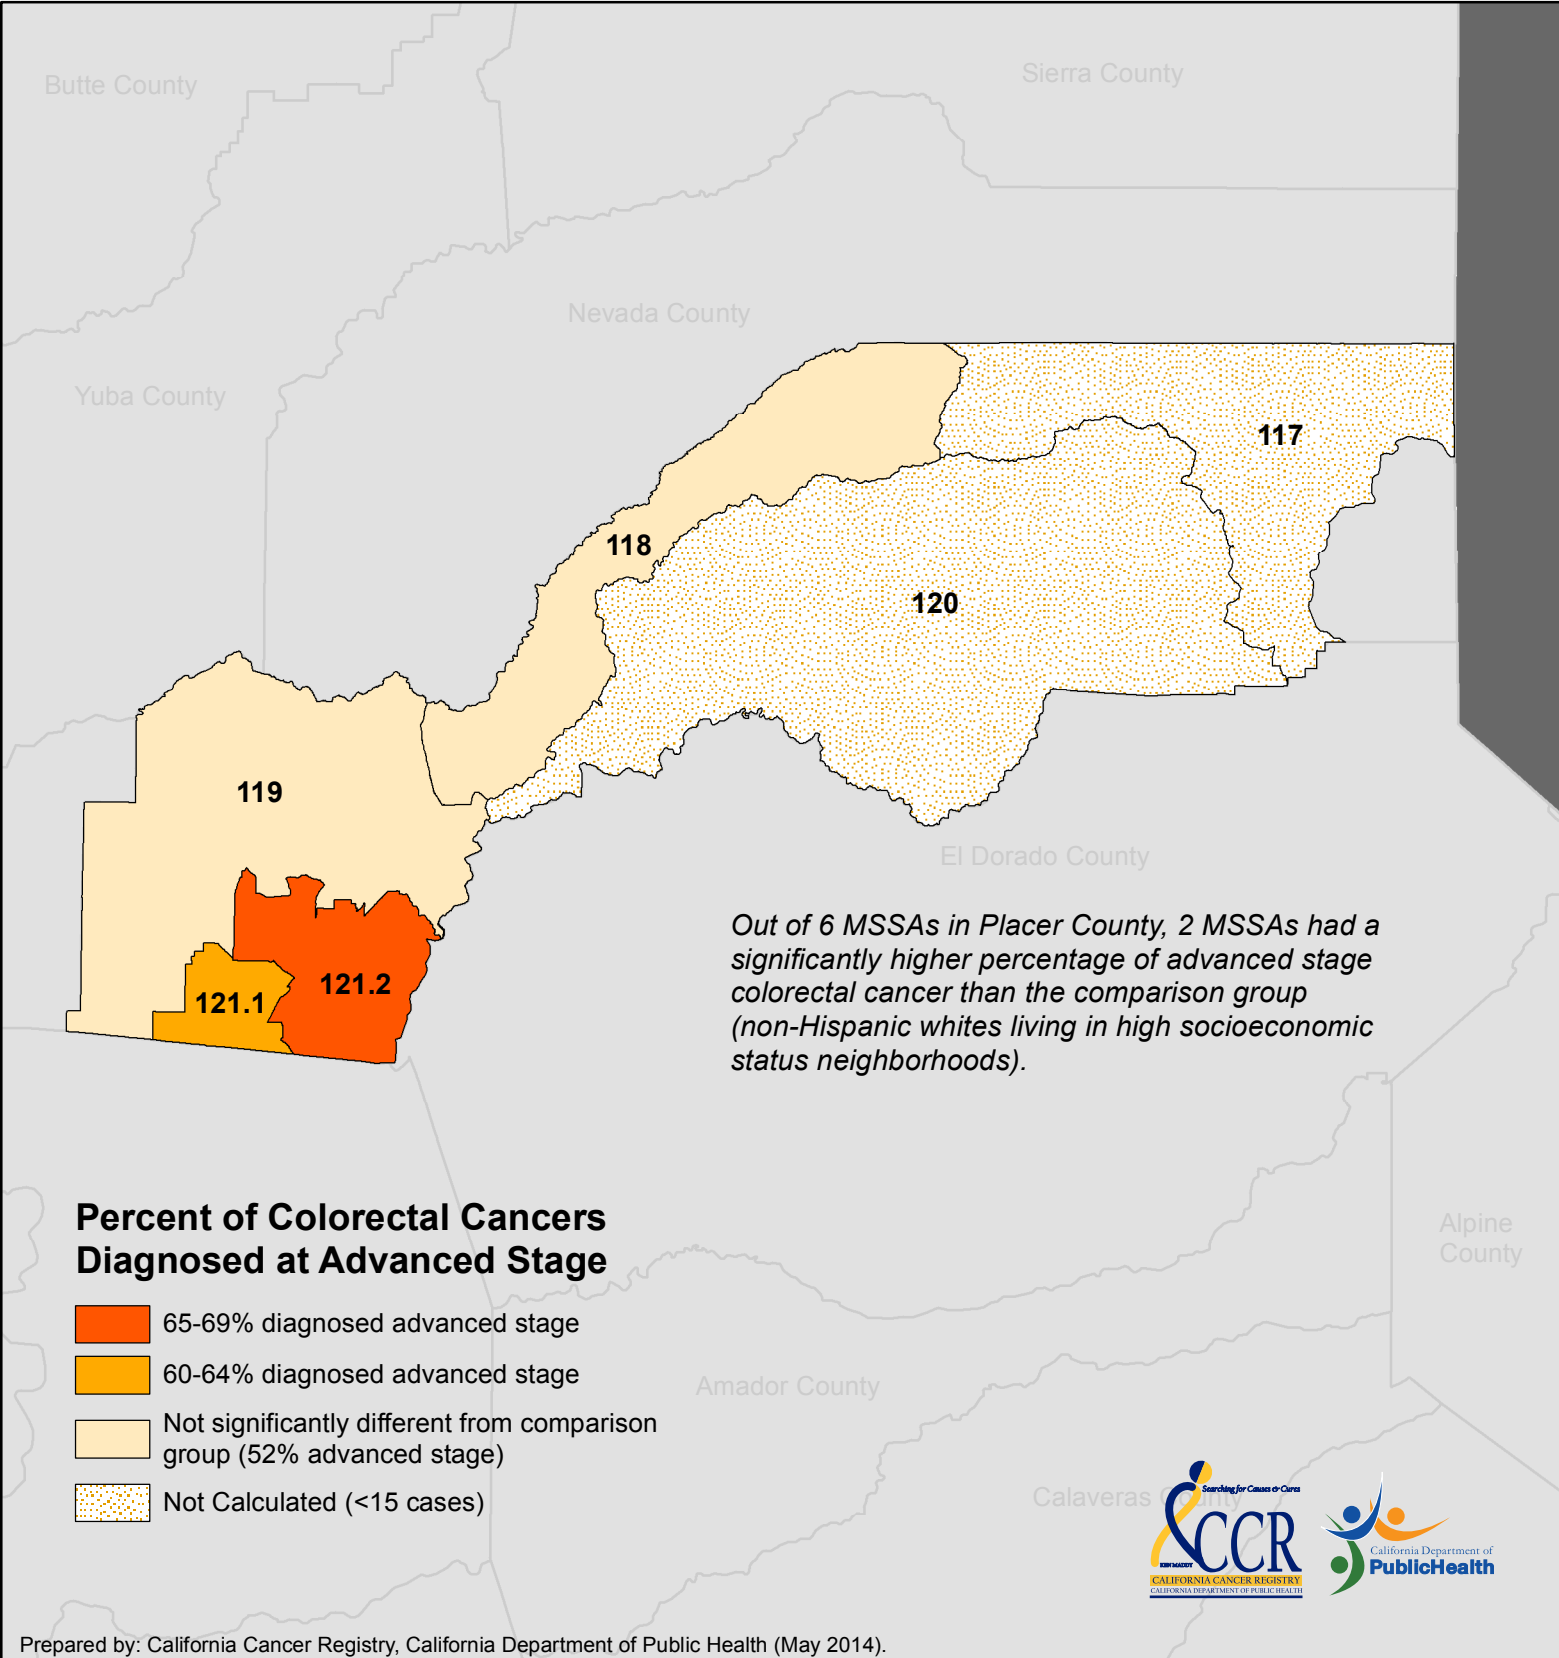 Butte County
Sierra County
Nevada County
Yuba County
117
118
120
119
El Dorado County
Out of 6 MSSAs in Placer County, 2 MSSAs had a
significantly higher percentage of advanced stage
colorectal cancer than the comparison group
(non-Hispanic whites living in high socioeconomic
status neighborhoods).
121.2
121.1
Percent of Colorectal Cancers
Diagnosed at Advanced Stage
Alpine
County
65-69% diagnosed advanced stage
60-64% diagnosed advanced stage
Amador County
Not significantly different from comparison
group (52% advanced stage)
Not Calculated (<15 cases)
Calaveras County
Searching for Causes & Cures
KEN MADDY
CCR
CALIFORNIA CANCER REGISTRY
CALIFORNIA DEPARTMENT OF PUBLIC HEALTH
California Department of
PublicHealth
Prepared by: California Cancer Registry, California Department of Public Health (May 2014).